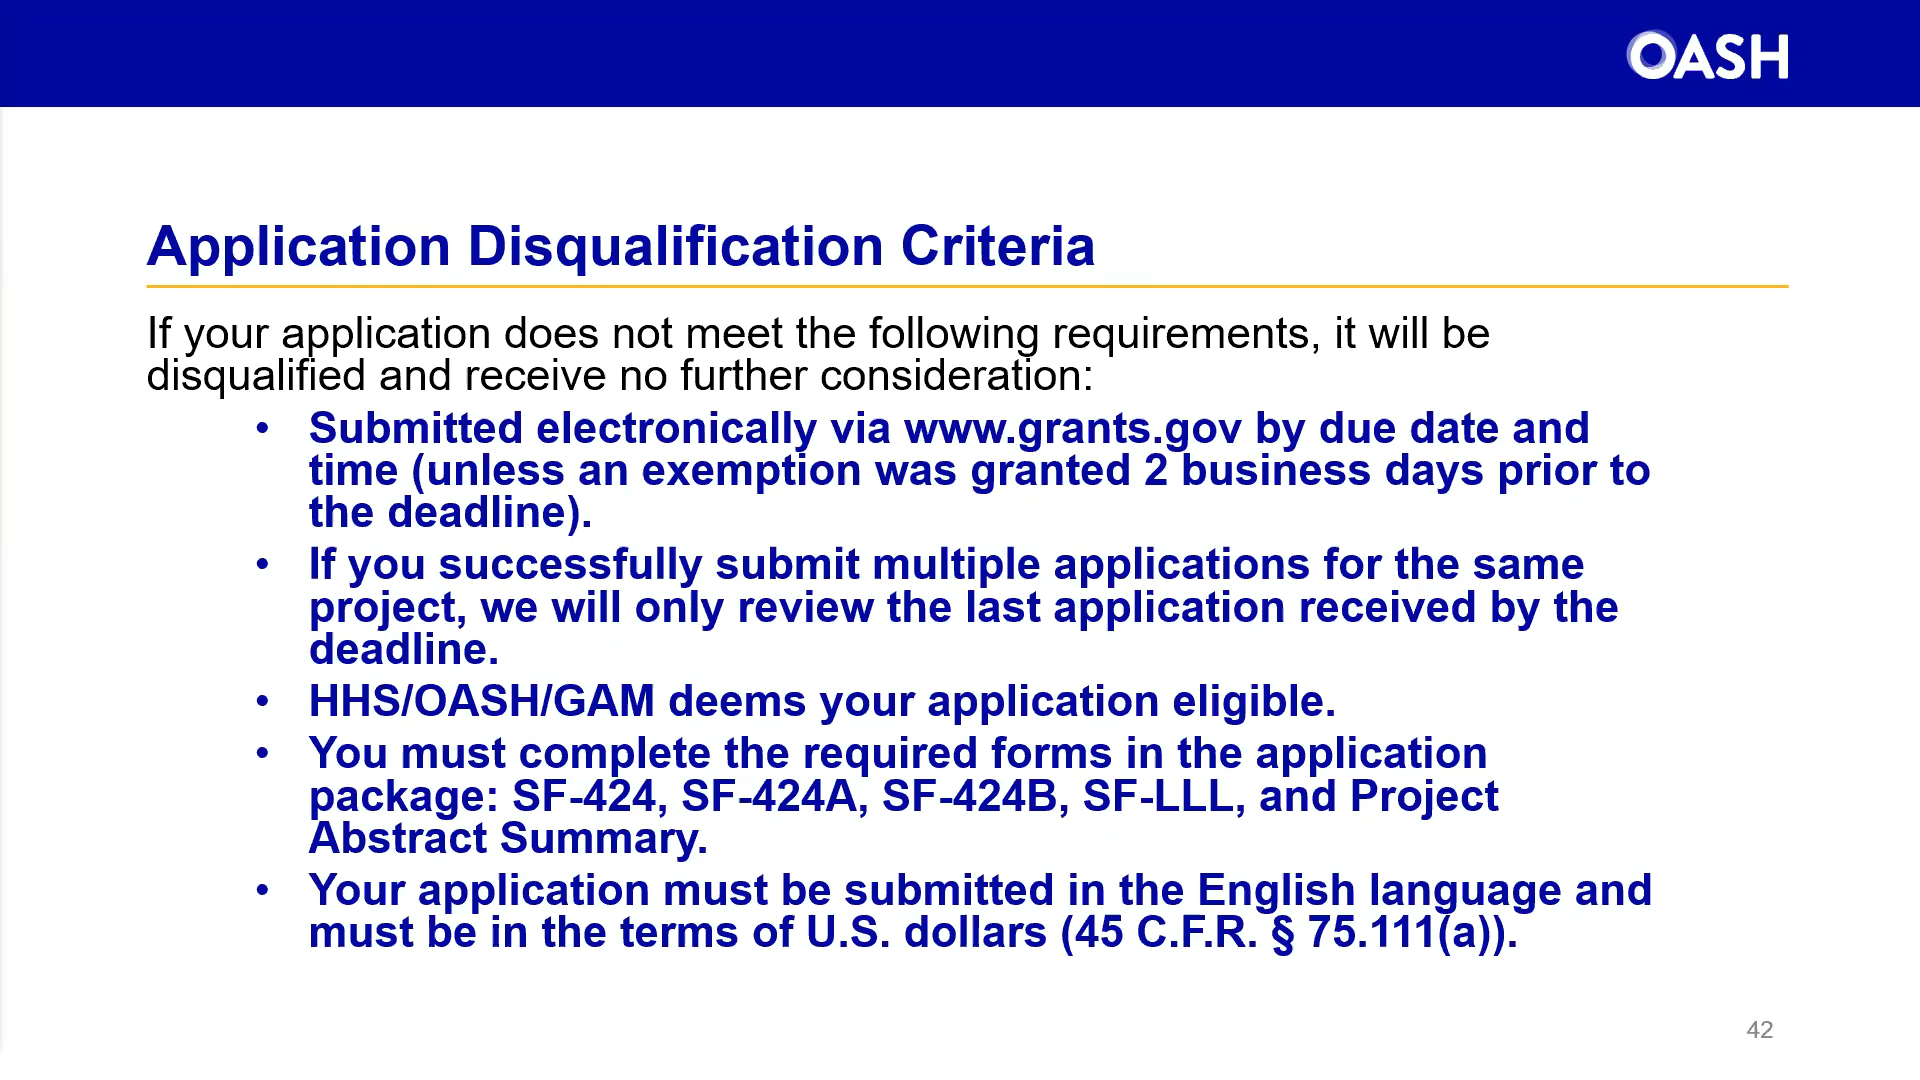 OASH
Application Disqualification Criteria
If your application does not meet the following requirements, it will be
disqualified and receive no further consideration:
• Submitted electronically via www.grants.gov by due date and
time (unless an exemption was granted 2 business days prior to
the deadline).
• If you successfully submit multiple applications for the same
project, we will only review the last application received by the
deadline.
• HHS/OASH/GAM deems your application eligible.
• You must complete the required forms in the application
package: SF-424, SF-424A, SF-424B, SF-LLL, and Project
Abstract Summary.
• Your application must be submitted in the English language and
must be in the terms of U.S. dollars (45 C.F.R. § 75.111(a)).
42